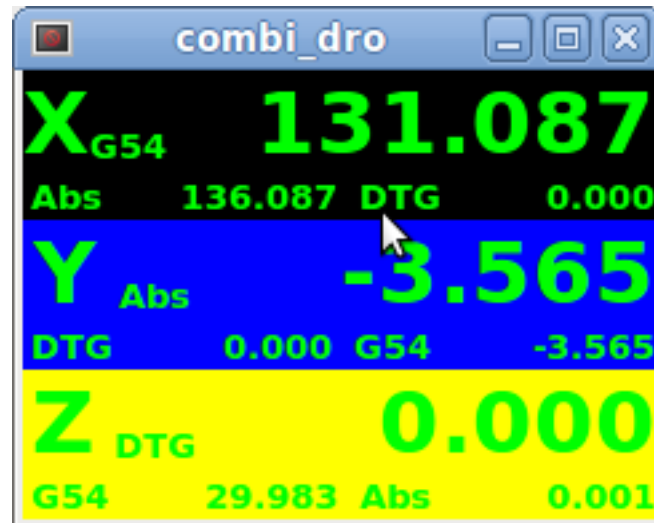 combi_dro
X G54 131.087
Abs 136.087 DTG 0.000
Y Abs -3.565
DTG 0.000 G54 -3.565
Z DTG 0.000
G54 29.983 Abs 0.001